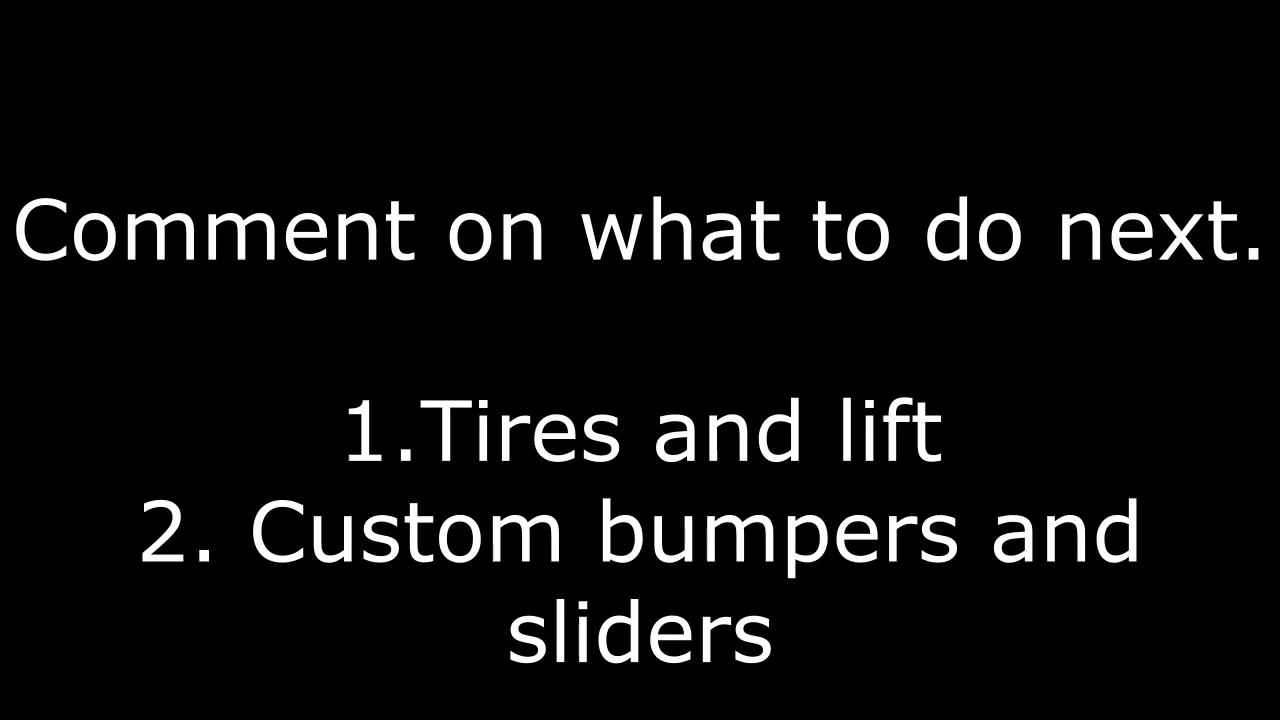 Comment on what to do next.
1.Tires and lift
2. Custom bumpers and
sliders